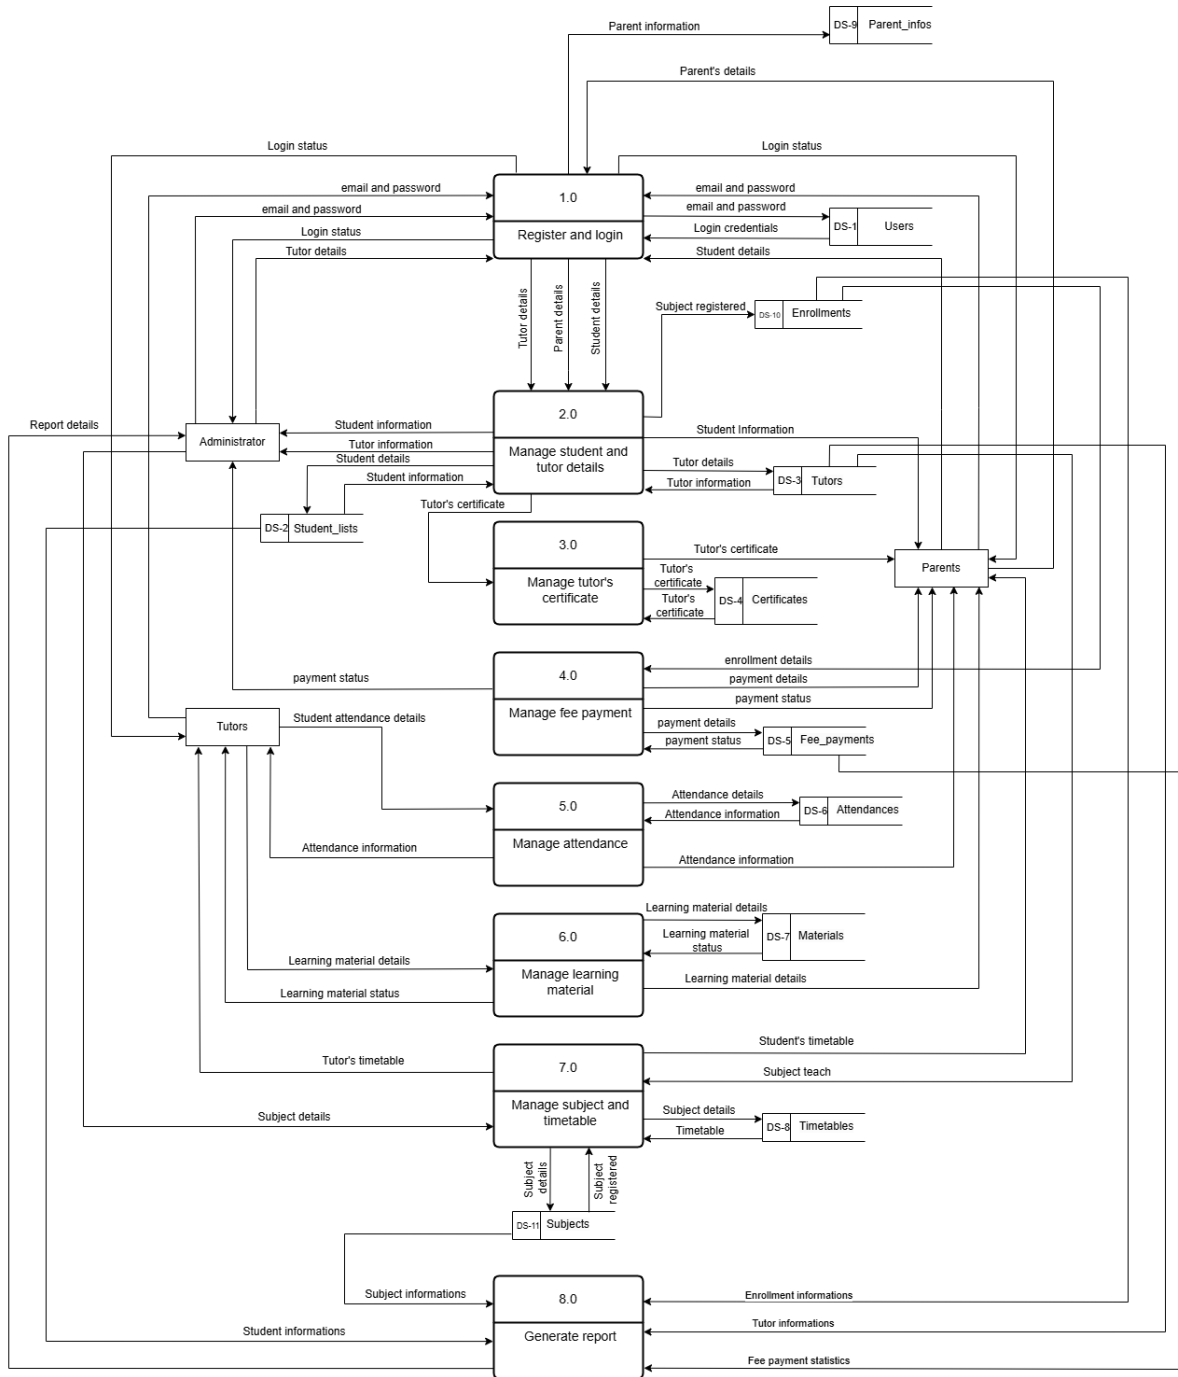 Parent information
DS-9
Parent_infos
Parent's details
Login status
Login status
1.0
Register and login
email and password
email and password
Login status
Tutor details
email and password
email and password
Login credentials
Student details
DS-1
Users
Tutor details
Parent details
Student details
Subject registered
DS-10
Enrollments
Report details
Administrator
2.0
Manage student and
tutor details
Student information
Tutor information
Student details
Student information
Tutor's certificate
Student Information
Tutor details
Tutor information
DS-3
Tutors
DS-2
Student_lists
3.0
Manage tutor's
certificate
Tutor's certificate
Tutor's
certificate
Tutor's
certificate
DS-4
Certificates
Parents
4.0
Manage fee payment
payment status
enrollment details
payment details
payment status
payment details
payment status
DS-5
Fee_payments
Tutors
Student attendance details
5.0
Manage attendance
Attendance details
Attendance information
DS-6
Attendances
Attendance information
Attendance information
6.0
Manage learning
material
Learning material details
Learning material
status
DS-7
Materials
Learning material details
Learning material status
Learning material details
7.0
Manage subject and
timetable
Student's timetable
Tutor's timetable
Subject teach
Subject details
Subject details
Timetable
DS-8
Timetables
Subject
details
Subject
registered
DS-11
Subjects
8.0
Generate report
Subject informations
Enrollment informations
Student informations
Tutor informations
Fee payment statistics